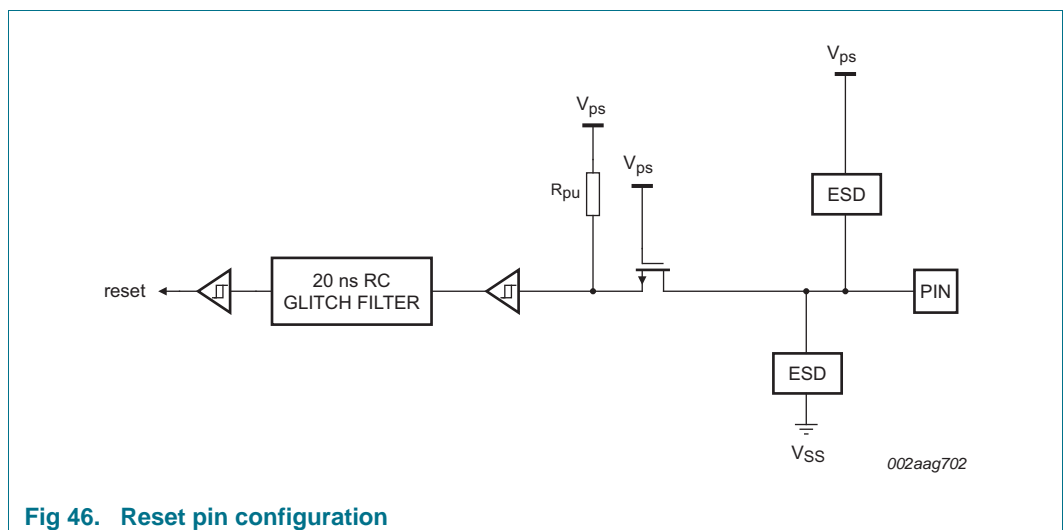 Vps
Vps
Vps
Rpu
ESD
reset
20 ns RC
GLITCH FILTER
PIN
ESD
VSS
002aag702
Fig 46. Reset pin configuration